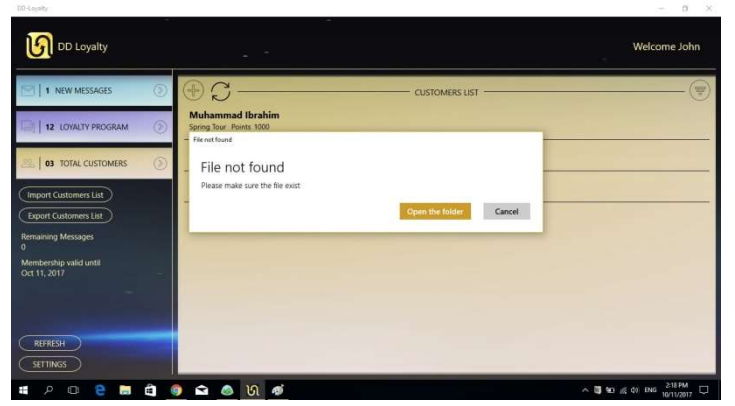 DD-Loyalty
DD Loyalty
Welcome John
1 NEW MESSAGES
12 LOYALTY PROGRAM
03 TOTAL CUSTOMERS
Import Customers List
Export Customers List
Remaining Messages
0
Membership valid until
Oct 11, 2017
REFRESH
SETTINGS
CUSTOMERS LIST
Muhammad Ibrahim
Spring Tour Points 1000
File not found
File not found
Please make sure the file exist
Open the folder
Cancel
ENG
2:18 PM
10/11/2017